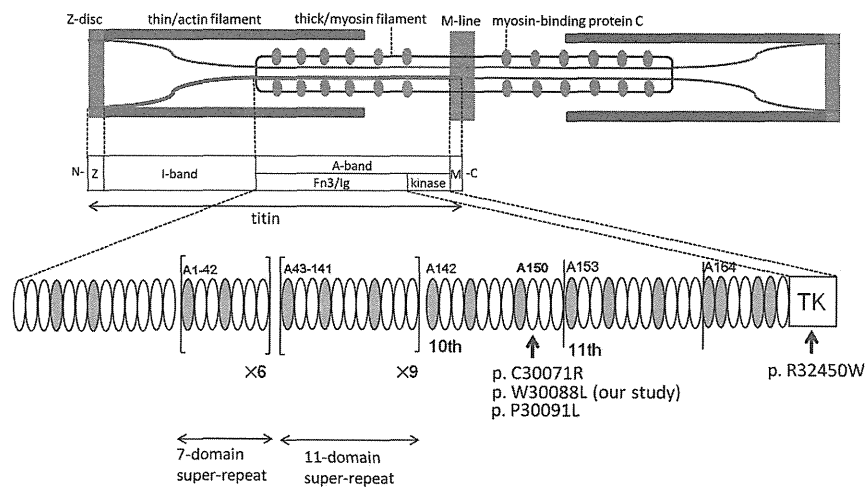 Z-disc thin/actin filament thick/myosin filament M-line myosin-binding protein C
N- Z I-band A-band M -C
Fn3/Ig kinase
titin
A1-42 A43-141 A142 A150 A153 A164
TK
10th 11th
×6 ×9
p. C30071R
p. W30088L (our study)
p. P30091L
p. R32450W
7-domain
super-repeat
11-domain
super-repeat